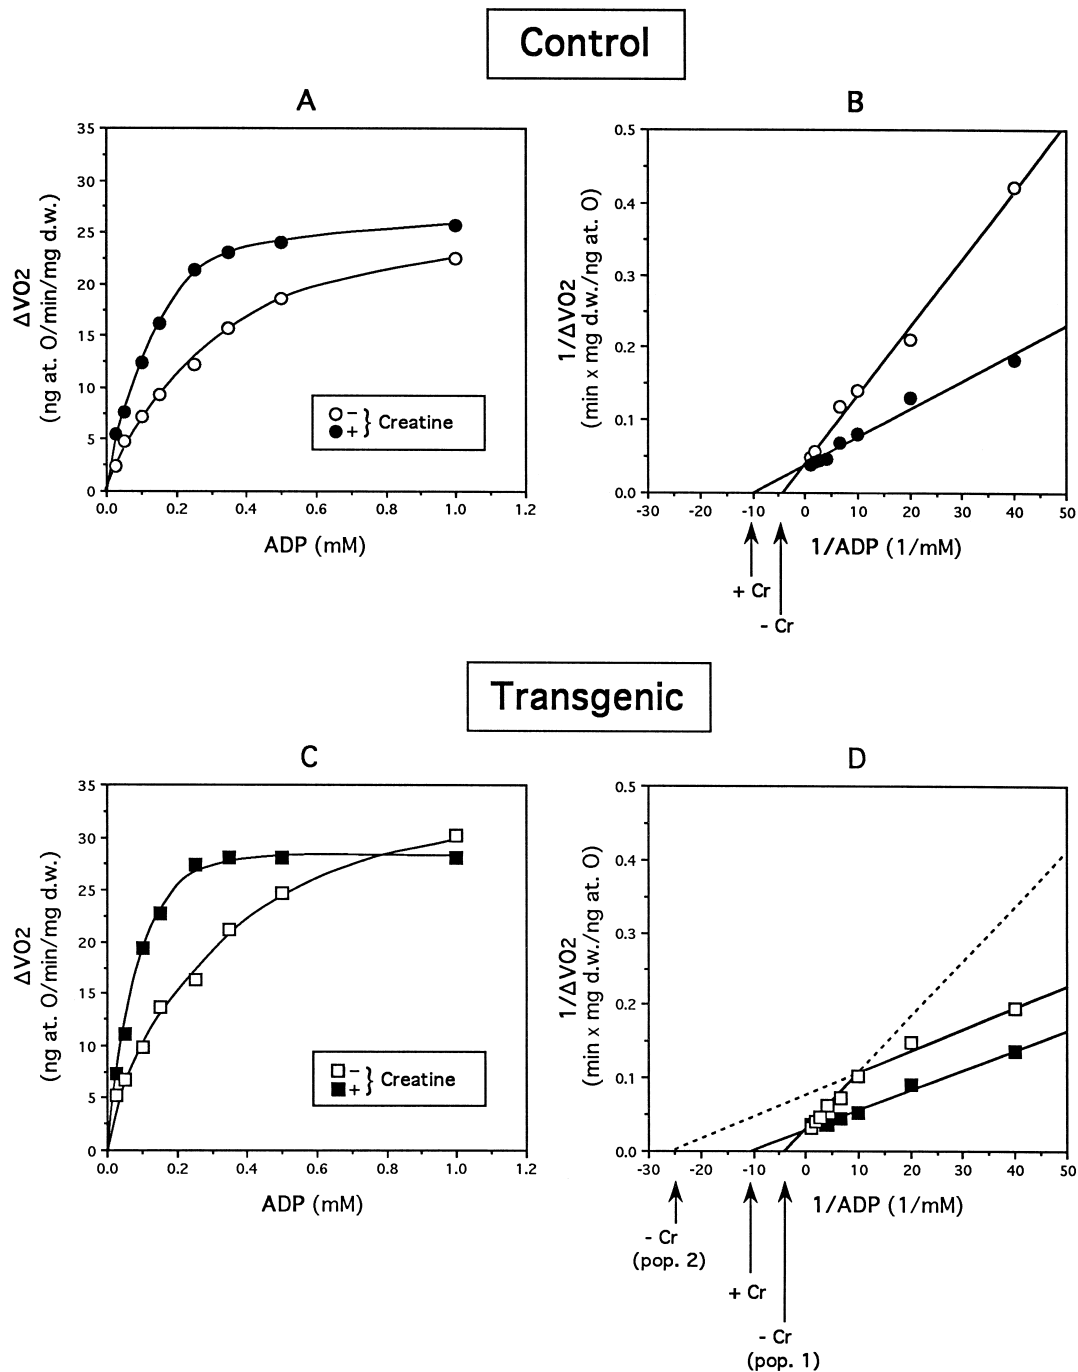 Control
A
35
30
25
20
15
10
5
0
0.0 0.2 0.4 0.6 0.8 1.0 1.2
ADP (mM)
ΔVO2
(ng at. O/min/mg d.w.)
- } Creatine
+
B
0.5
0.4
0.3
0.2
0.1
0.0
-30 -20 -10 0 10 20 30 40 50
1/ADP (1/mM)
1/ΔVO2
(min x mg d.w./ng at. O)
+ Cr
- Cr
Transgenic
C
35
30
25
20
15
10
5
0
0.0 0.2 0.4 0.6 0.8 1.0 1.2
ADP (mM)
ΔVO2
(ng at. O/min/mg d.w.)
- } Creatine
+
D
0.5
0.4
0.3
0.2
0.1
0.0
-30 -20 -10 0 10 20 30 40 50
1/ADP (1/mM)
1/ΔVO2
(min x mg d.w./ng at. O)
- Cr
(pop. 2)
+ Cr
- Cr
(pop. 1)